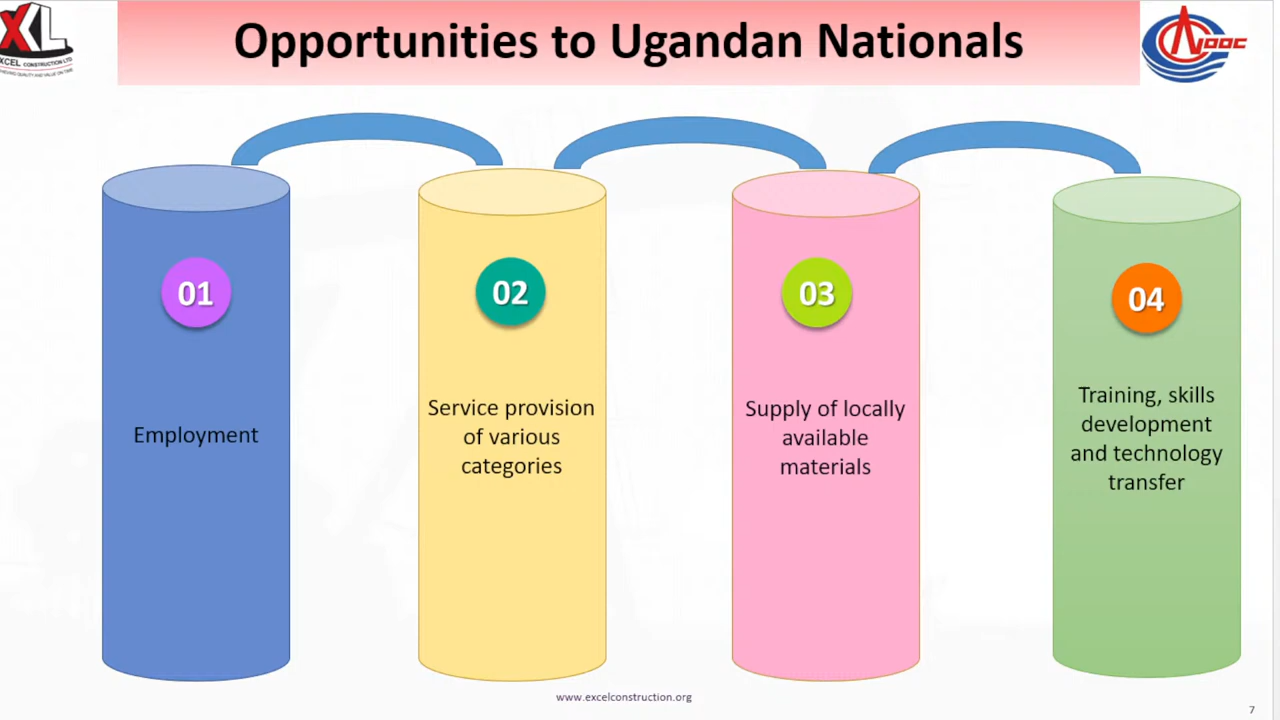 Opportunities to Ugandan Nationals
XL
EXCEL CONSTRUCTION LTD
CNOOC
01
Employment
02
Service provision
of various
categories
03
Supply of locally
available
materials
04
Training, skills
development
and technology
transfer
www.excelconstruction.org
7